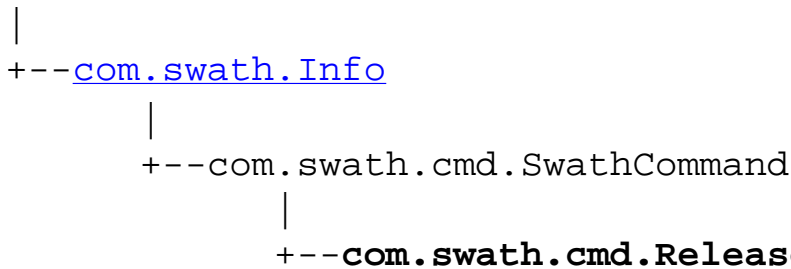 |
+--com.swath.Info
|
+--com.swath.cmd.SwathCommand
|
+--com.swath.cmd.Releas